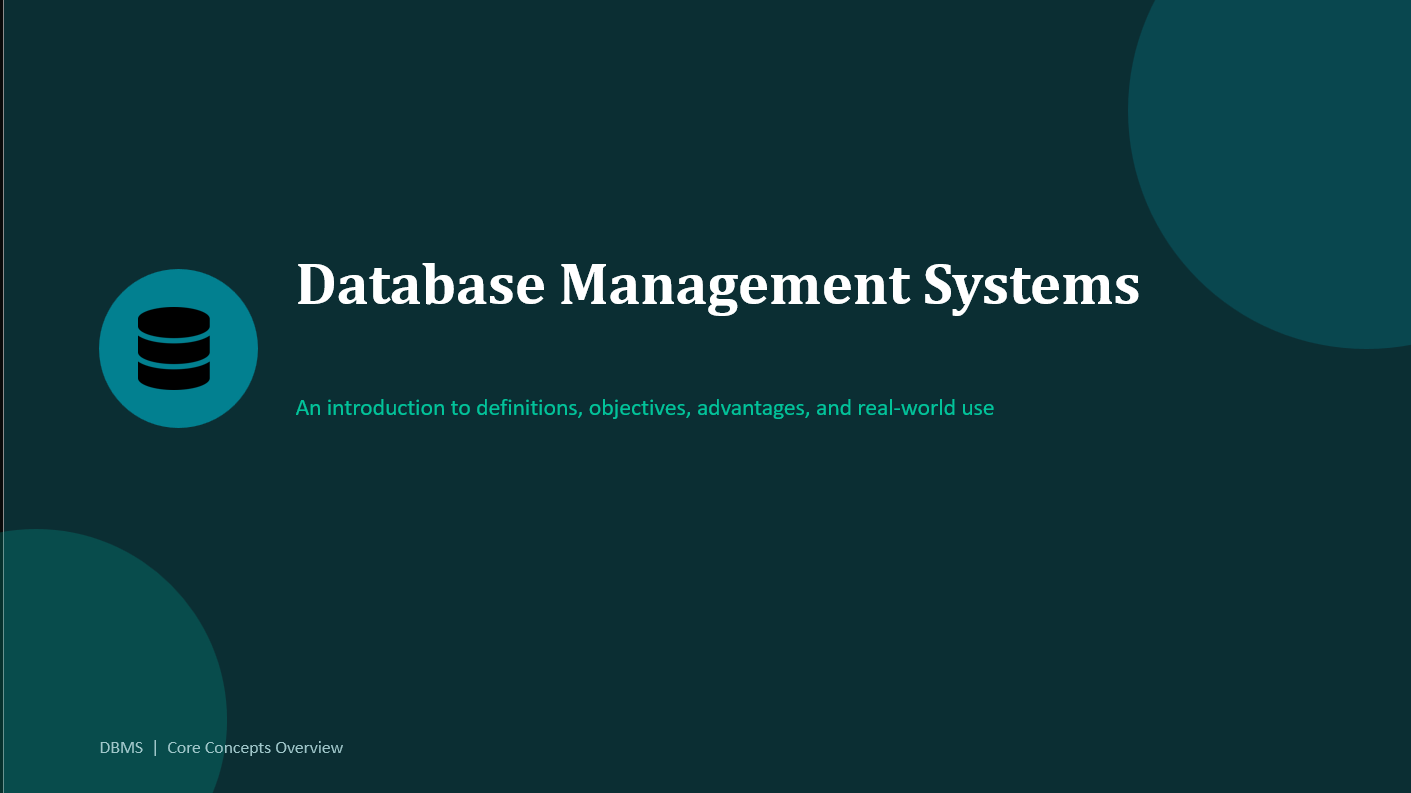 Database Management Systems
An introduction to definitions, objectives, advantages, and real-world use
DBMS | Core Concepts Overview